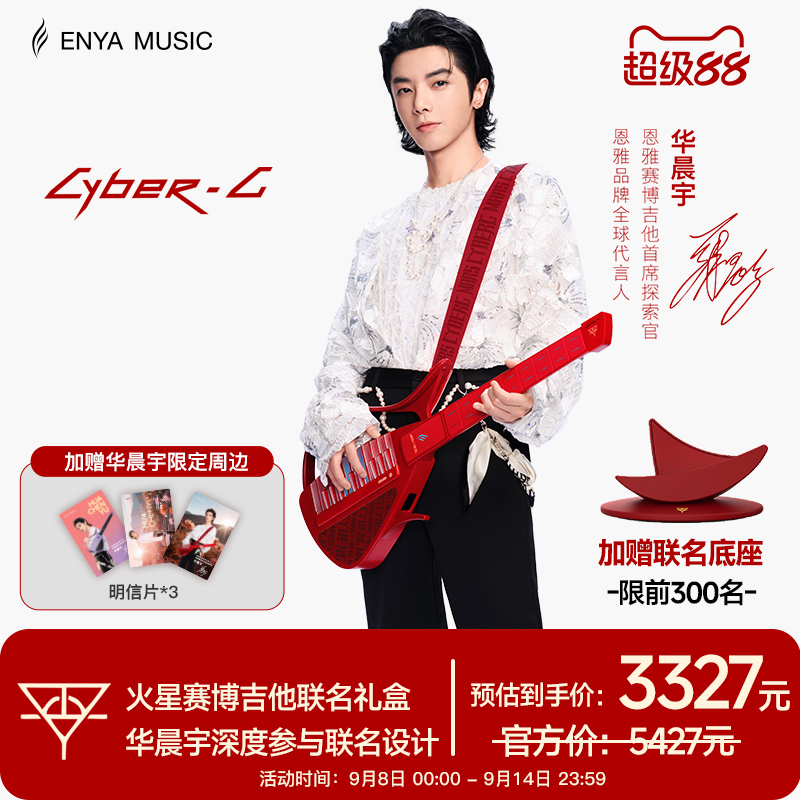 ENYA MUSIC
超级88
Cyber-G
华晨宇
恩雅赛博吉他首席探索官
恩雅品牌全球代言人
加赠华晨宇限定周边
HUA
CHEN
YU
明信片*3
加赠联名底座
-限前300名-
火星赛博吉他联名礼盒
华晨宇深度参与联名设计
预估到手价：3327元
官方价：5427元
活动时间：9月8日 00:00 - 9月14日 23:59